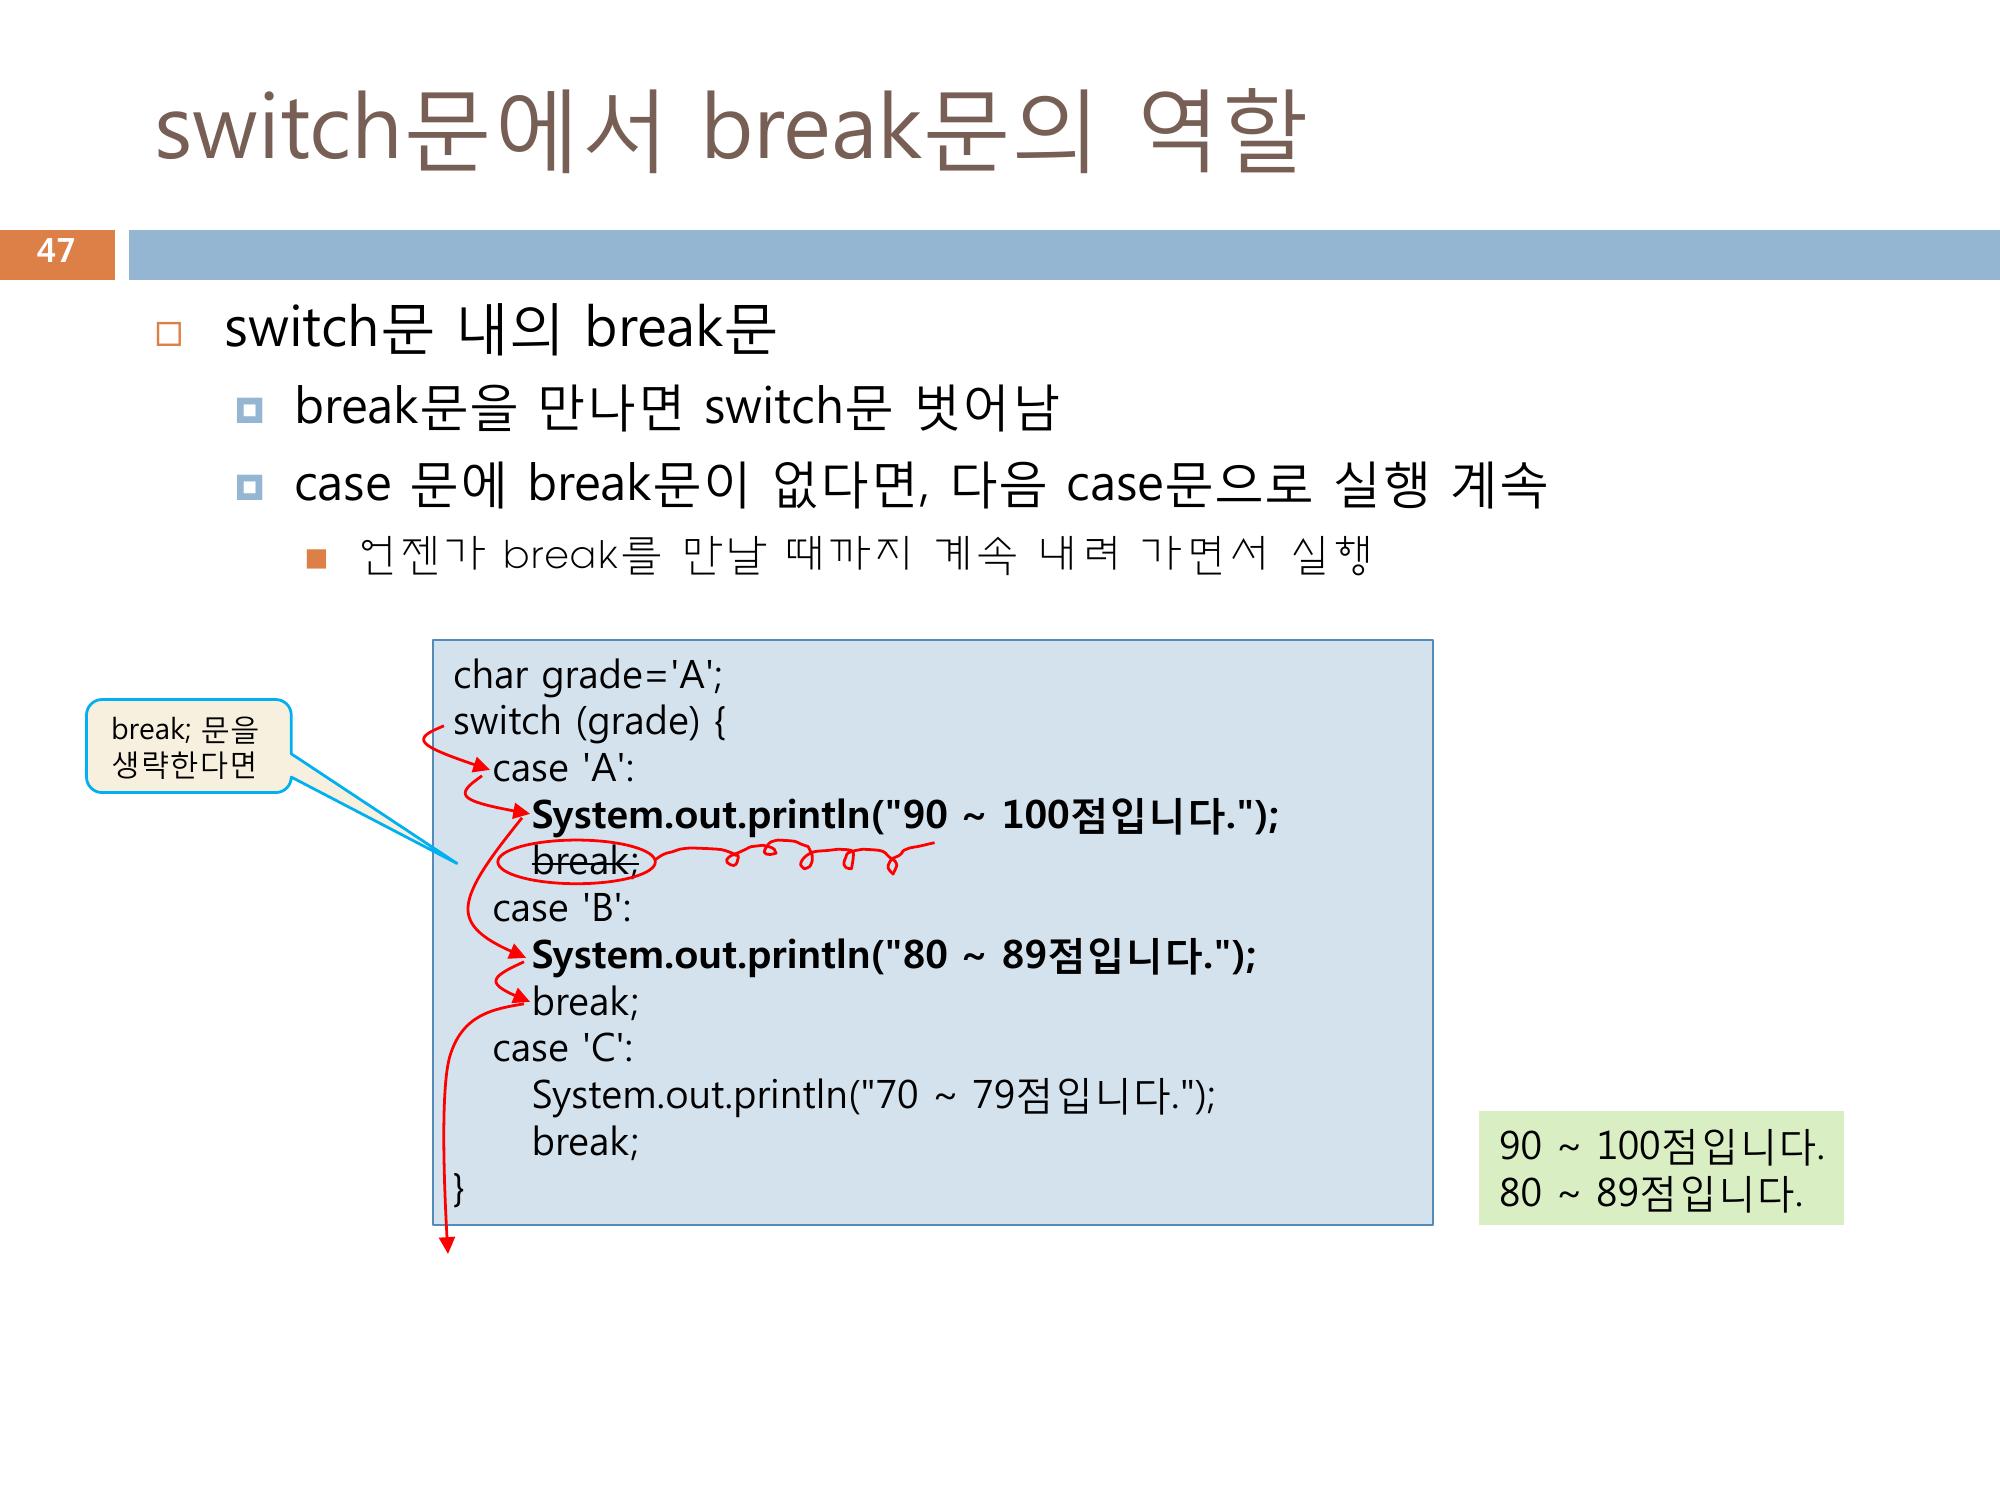 switch문에서 break문의 역할
47
switch문 내의 break문
break문을 만나면 switch문 벗어남
case 문에 break문이 없다면, 다음 case문으로 실행 계속
언젠가 break를 만날 때까지 계속 내려 가면서 실행
break; 문을
생략한다면
char grade='A';
switch (grade) {
case 'A':
System.out.println("90 ~ 100점입니다.");
break;
case 'B':
System.out.println("80 ~ 89점입니다.");
break;
case 'C':
System.out.println("70 ~ 79점입니다.");
break;
}
90 ~ 100점입니다.
80 ~ 89점입니다.